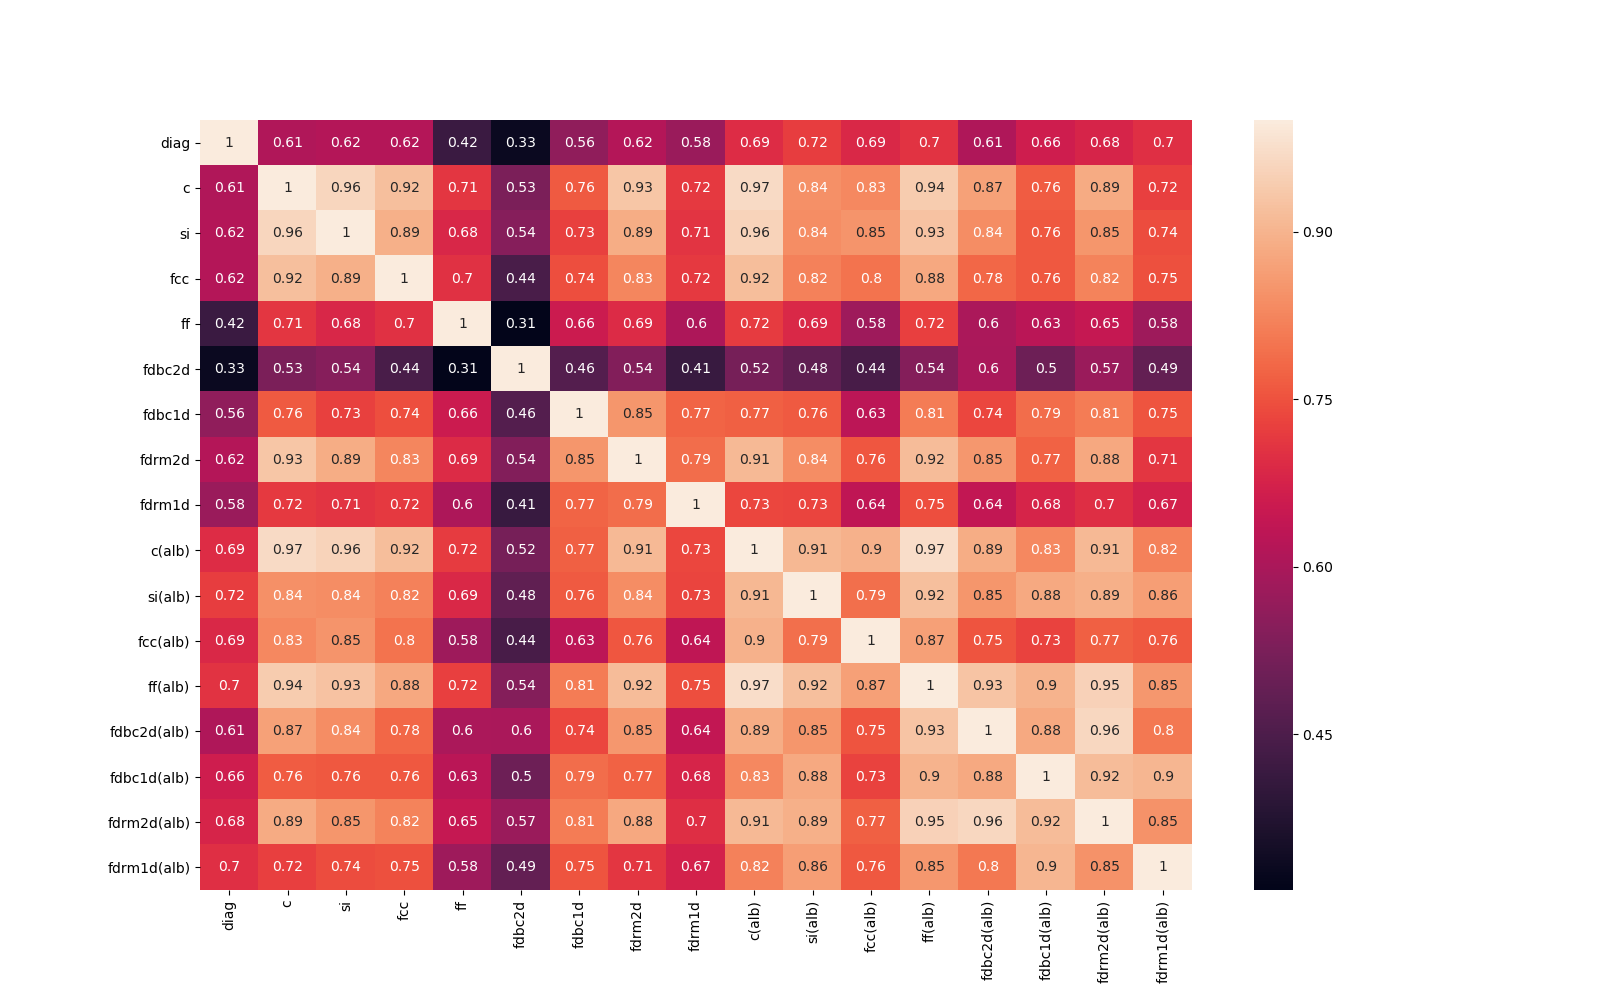 diag 1 0.61 0.62 0.62 0.42 0.33 0.56 0.62 0.58 0.69 0.72 0.69 0.7 0.61 0.66 0.68 0.7
c 0.61 1 0.96 0.92 0.71 0.53 0.76 0.93 0.72 0.97 0.84 0.83 0.94 0.87 0.76 0.89 0.72
si 0.62 0.96 1 0.89 0.68 0.54 0.73 0.89 0.71 0.96 0.84 0.85 0.93 0.84 0.76 0.85 0.74
0.90
fcc 0.62 0.92 0.89 1 0.7 0.44 0.74 0.83 0.72 0.92 0.82 0.8 0.88 0.78 0.76 0.82 0.75
ff 0.42 0.71 0.68 0.7 1 0.31 0.66 0.69 0.6 0.72 0.69 0.58 0.72 0.6 0.63 0.65 0.58
fdbc2d 0.33 0.53 0.54 0.44 0.31 1 0.46 0.54 0.41 0.52 0.48 0.44 0.54 0.6 0.5 0.57 0.49
0.75
fdbc1d 0.56 0.76 0.73 0.74 0.66 0.46 1 0.85 0.77 0.77 0.76 0.63 0.81 0.74 0.79 0.81 0.75
fdrm2d 0.62 0.93 0.89 0.83 0.69 0.54 0.85 1 0.79 0.91 0.84 0.76 0.92 0.85 0.77 0.88 0.71
fdrm1d 0.58 0.72 0.71 0.72 0.6 0.41 0.77 0.79 1 0.73 0.73 0.64 0.75 0.64 0.68 0.7 0.67
c(alb) 0.69 0.97 0.96 0.92 0.72 0.52 0.77 0.91 0.73 1 0.91 0.9 0.97 0.89 0.83 0.91 0.82
0.60
si(alb) 0.72 0.84 0.84 0.82 0.69 0.48 0.76 0.84 0.73 0.91 1 0.79 0.92 0.85 0.88 0.89 0.86
fcc(alb) 0.69 0.83 0.85 0.8 0.58 0.44 0.63 0.76 0.64 0.9 0.79 1 0.87 0.75 0.73 0.77 0.76
ff(alb) 0.7 0.94 0.93 0.88 0.72 0.54 0.81 0.92 0.75 0.97 0.92 0.87 1 0.93 0.9 0.95 0.85
fdbc2d(alb) 0.61 0.87 0.84 0.78 0.6 0.6 0.74 0.85 0.64 0.89 0.85 0.75 0.93 1 0.88 0.96 0.8
0.45
fdbc1d(alb) 0.66 0.76 0.76 0.76 0.63 0.5 0.79 0.77 0.68 0.83 0.88 0.73 0.9 0.88 1 0.92 0.9
fdrm2d(alb) 0.68 0.89 0.85 0.82 0.65 0.57 0.81 0.88 0.7 0.91 0.89 0.77 0.95 0.96 0.92 1 0.85
fdrm1d(alb) 0.7 0.72 0.74 0.75 0.58 0.49 0.75 0.71 0.67 0.82 0.86 0.76 0.85 0.8 0.9 0.85 1
diag c si fcc ff fdbc2d fdbc1d fdrm2d fdrm1d c(alb) si(alb) fcc(alb) ff(alb) fdbc2d(alb) fdbc1d(alb) fdrm2d(alb) fdrm1d(alb)